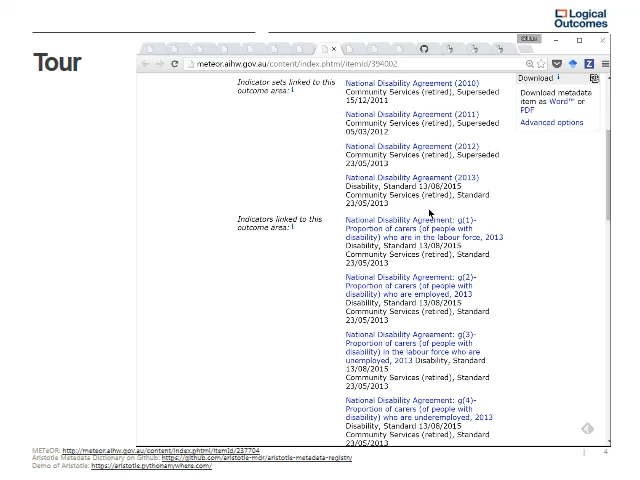 Logical
Outcomes
Tour
meteor.aihw.gov.au/content/index.phtml/itemId/394002
Indicator sets linked to this
outcome area:
National Disability Agreement (2010)
Community Services (retired), Superseded
15/12/2011
National Disability Agreement (2011)
Community Services (retired), Superseded
05/03/2012
National Disability Agreement (2012)
Community Services (retired), Superseded
23/05/2013
National Disability Agreement (2013)
Disability, Standard 13/08/2015
Community Services (retired), Standard
23/05/2013
Indicators linked to this
outcome area:
National Disability Agreement: g(1)-
Proportion of carers (of people with
disability) who are in the labour force, 2013
Disability, Standard 13/08/2015
Community Services (retired), Standard
23/05/2013
National Disability Agreement: g(2)-
Proportion of carers (of people with
disability) who are employed, 2013
Disability, Standard 13/08/2015
Community Services (retired), Standard
23/05/2013
National Disability Agreement: g(3)-
Proportion of carers (of people with
disability) in the labour force who are
unemployed, 2013 Disability, Standard
13/08/2015
Community Services (retired), Standard
23/05/2013
National Disability Agreement: g(4)-
Proportion of carers (of people with
disability) who are underemployed, 2013
Disability, Standard 13/08/2015
Community Services (retired), Standard
Download
Download metadata
item as Word™ or
PDF
Advanced options
METeOR: http://meteor.aihw.gov.au/content/index.phtml/itemId/237704
Aristotle Metadata Dictionary on Github: https://github.com/aristotle-mdr/aristotle-metadata-registry
Demo of Aristotle: https://aristotle.pythonanywhere.com/
4